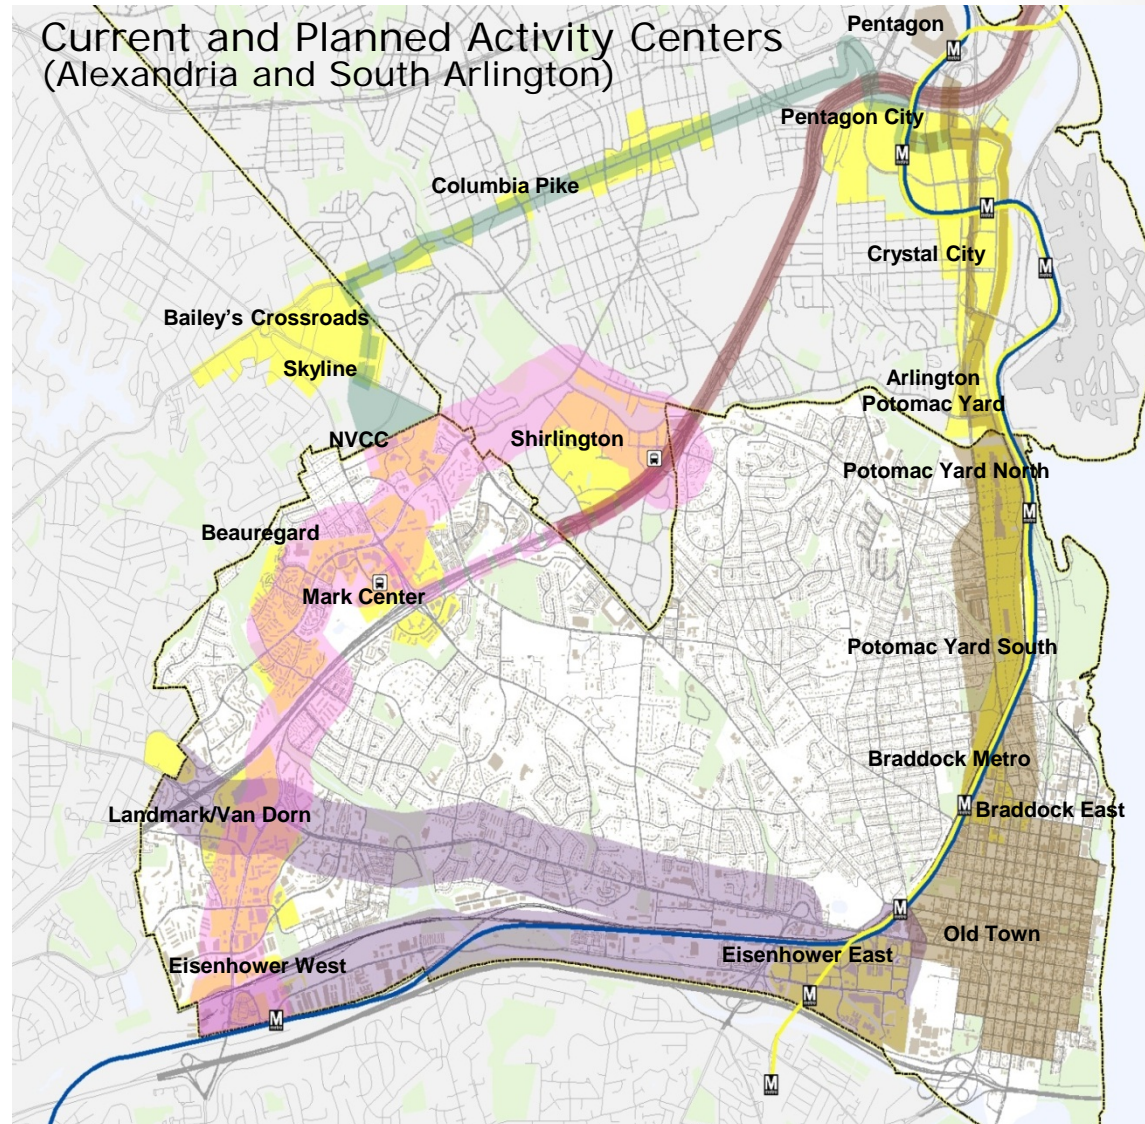 Current and Planned Activity Centers
(Alexandria and South Arlington)
Pentagon
M
Pentagon City
M
Columbia Pike
M
Crystal City
M
Bailey's Crossroads
Skyline
Arlington
Potomac Yard
NVCC
Shirlington
Potomac Yard North
M
Beauregard
Mark Center
Potomac Yard South
Braddock Metro
M
Braddock East
Landmark/Van Dorn
M
Old Town
Eisenhower East
Eisenhower West
M
M
M